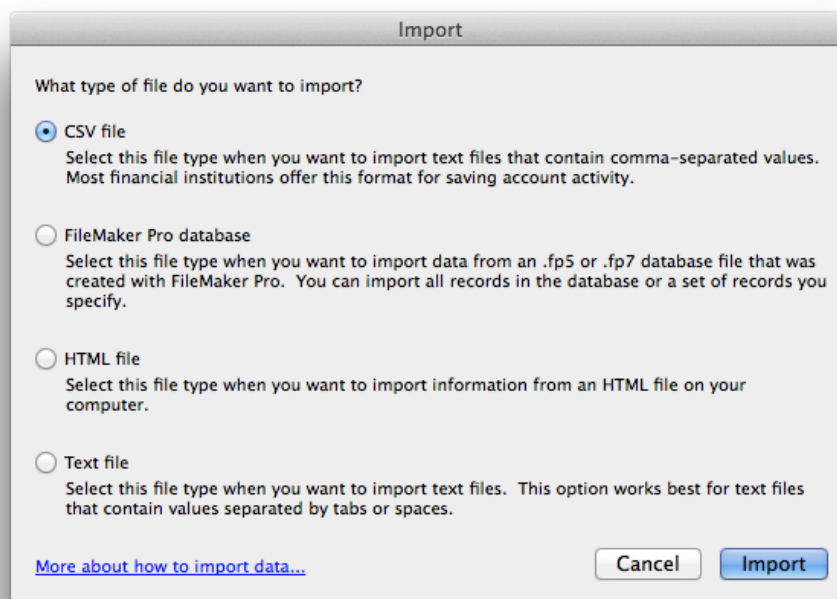 Import
What type of file do you want to import?
CSV file
Select this file type when you want to import text files that contain comma-separated values.
Most financial institutions offer this format for saving account activity.
FileMaker Pro database
Select this file type when you want to import data from an .fp5 or .fp7 database file that was
created with FileMaker Pro.  You can import all records in the database or a set of records you
specify.
HTML file
Select this file type when you want to import information from an HTML file on your
computer.
Text file
Select this file type when you want to import text files.  This option works best for text files
that contain values separated by tabs or spaces.
More about how to import data...
Cancel
Import